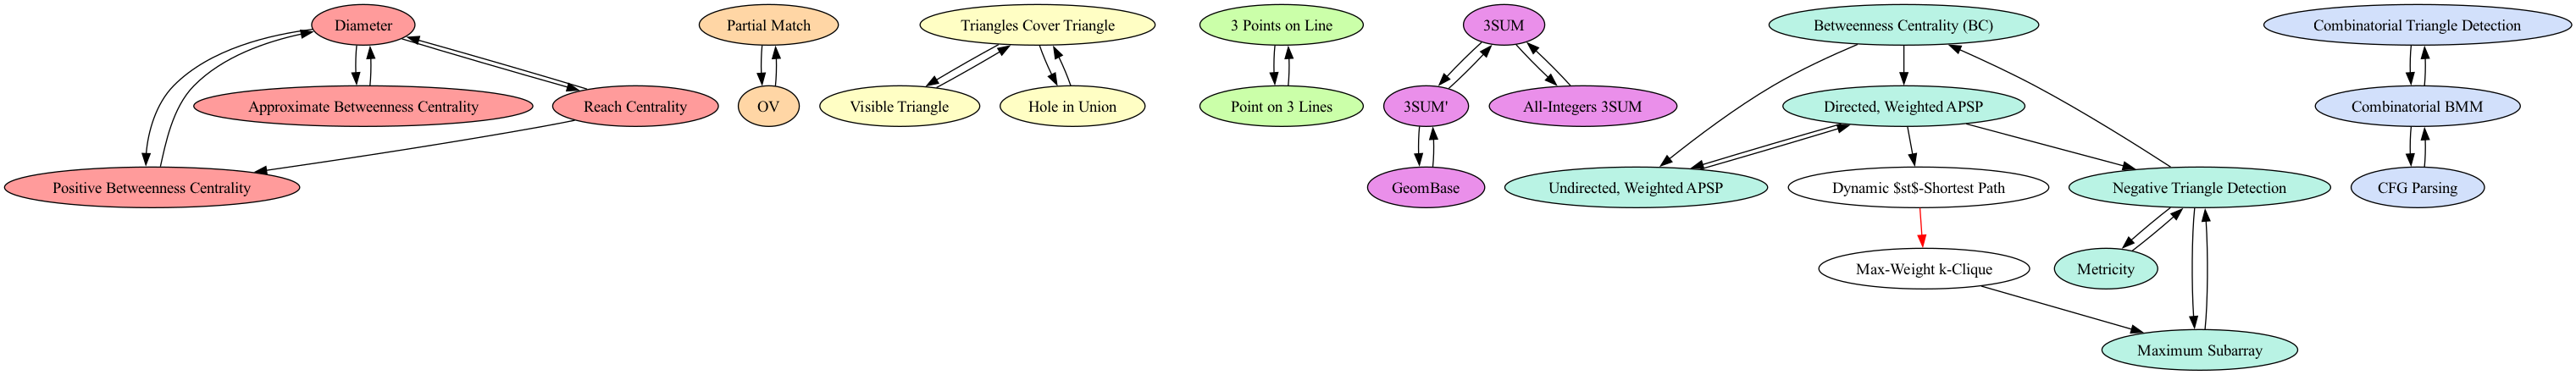 Diameter
Partial Match
Triangles Cover Triangle
3 Points on Line
3SUM
Betweenness Centrality (BC)
Combinatorial Triangle Detection
Approximate Betweenness Centrality
Reach Centrality
OV
Visible Triangle
Hole in Union
Point on 3 Lines
3SUM'
All-Integers 3SUM
Directed, Weighted APSP
Combinatorial BMM
Positive Betweenness Centrality
GeomBase
Undirected, Weighted APSP
Dynamic $st$-Shortest Path
Negative Triangle Detection
CFG Parsing
Max-Weight k-Clique
Metricity
Maximum Subarray